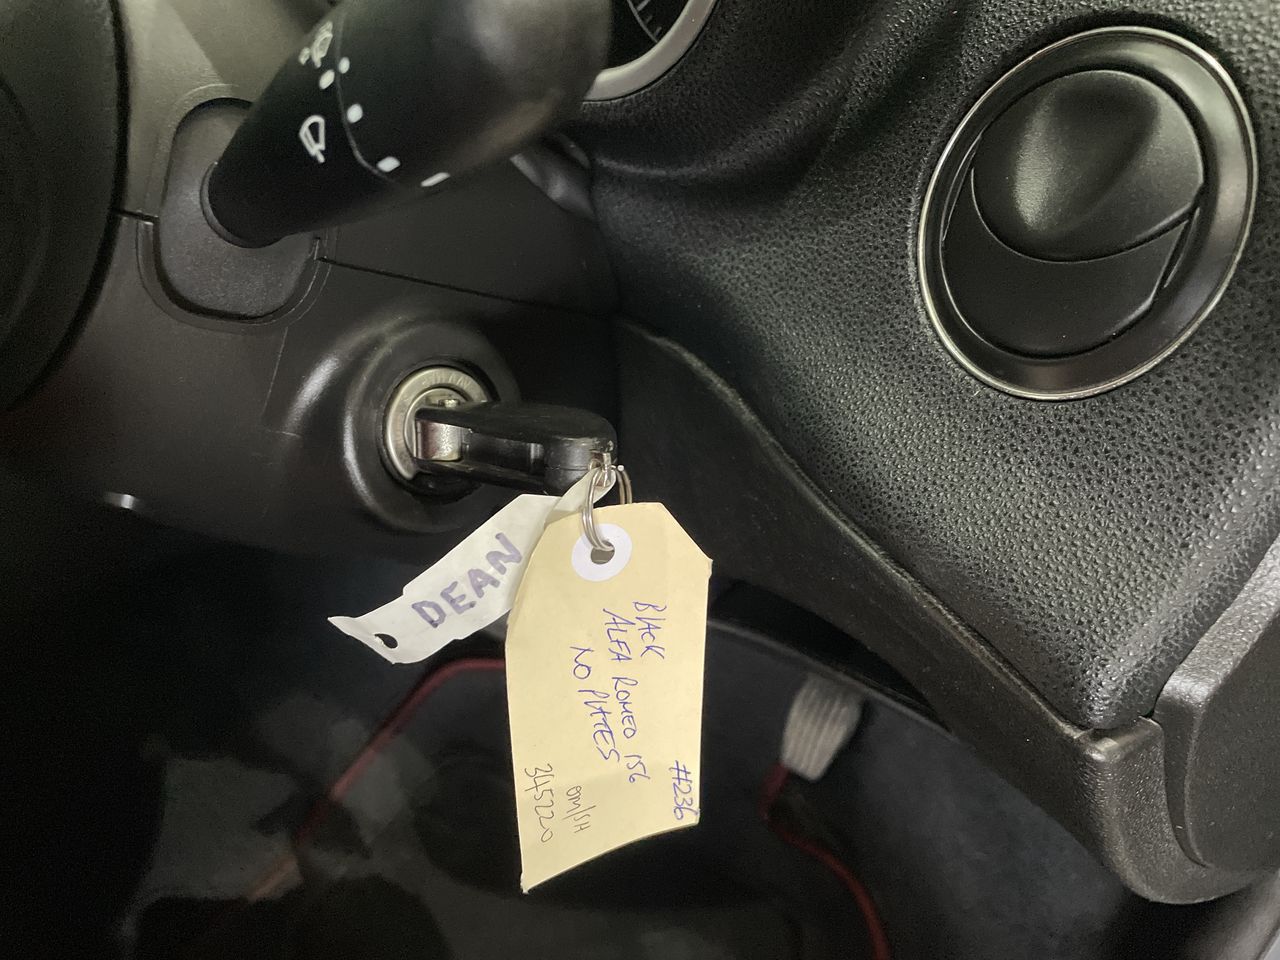 DEAN
BlACK
ALFA ROMEO 156
NO PlATES
#236
om/SH
345220